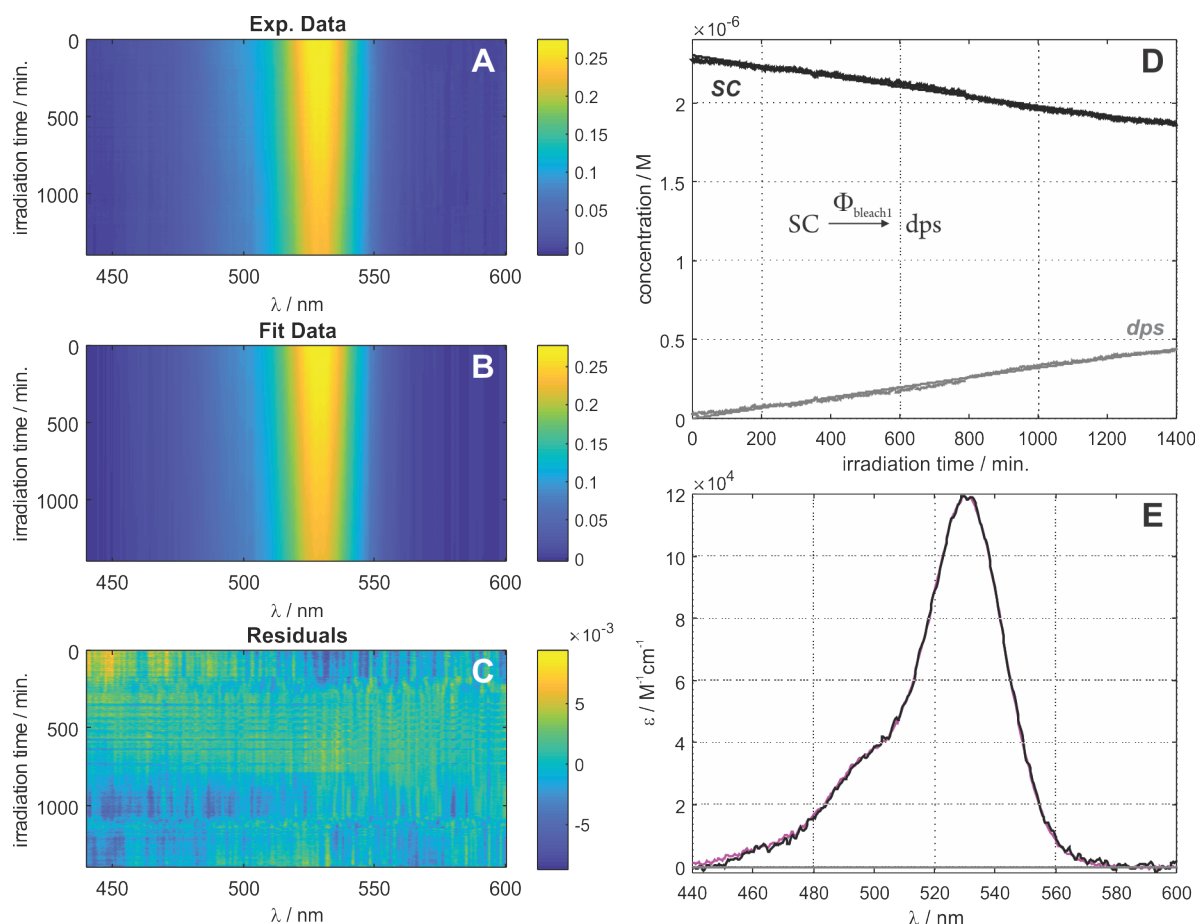 Exp. Data
A
0
500
1000
irradiation time / min.
450 500 550 600
λ / nm
0.25
0.2
0.15
0.1
0.05
0
Fit Data
B
0
500
1000
irradiation time / min.
450 500 550 600
λ / nm
0.25
0.2
0.15
0.1
0.05
0
Residuals
×10⁻³
C
0
500
1000
irradiation time / min.
450 500 550 600
λ / nm
5
0
-5
×10⁻⁶
D
2
1.5
1
0.5
0
concentration / M
SC
SC Φbleach1 dps
dps
0 200 400 600 800 1000 1200 1400
irradiation time / min.
×10⁴
E
12
10
8
6
4
2
0
ε / M⁻¹cm⁻¹
440 460 480 500 520 540 560 580 600
λ / nm